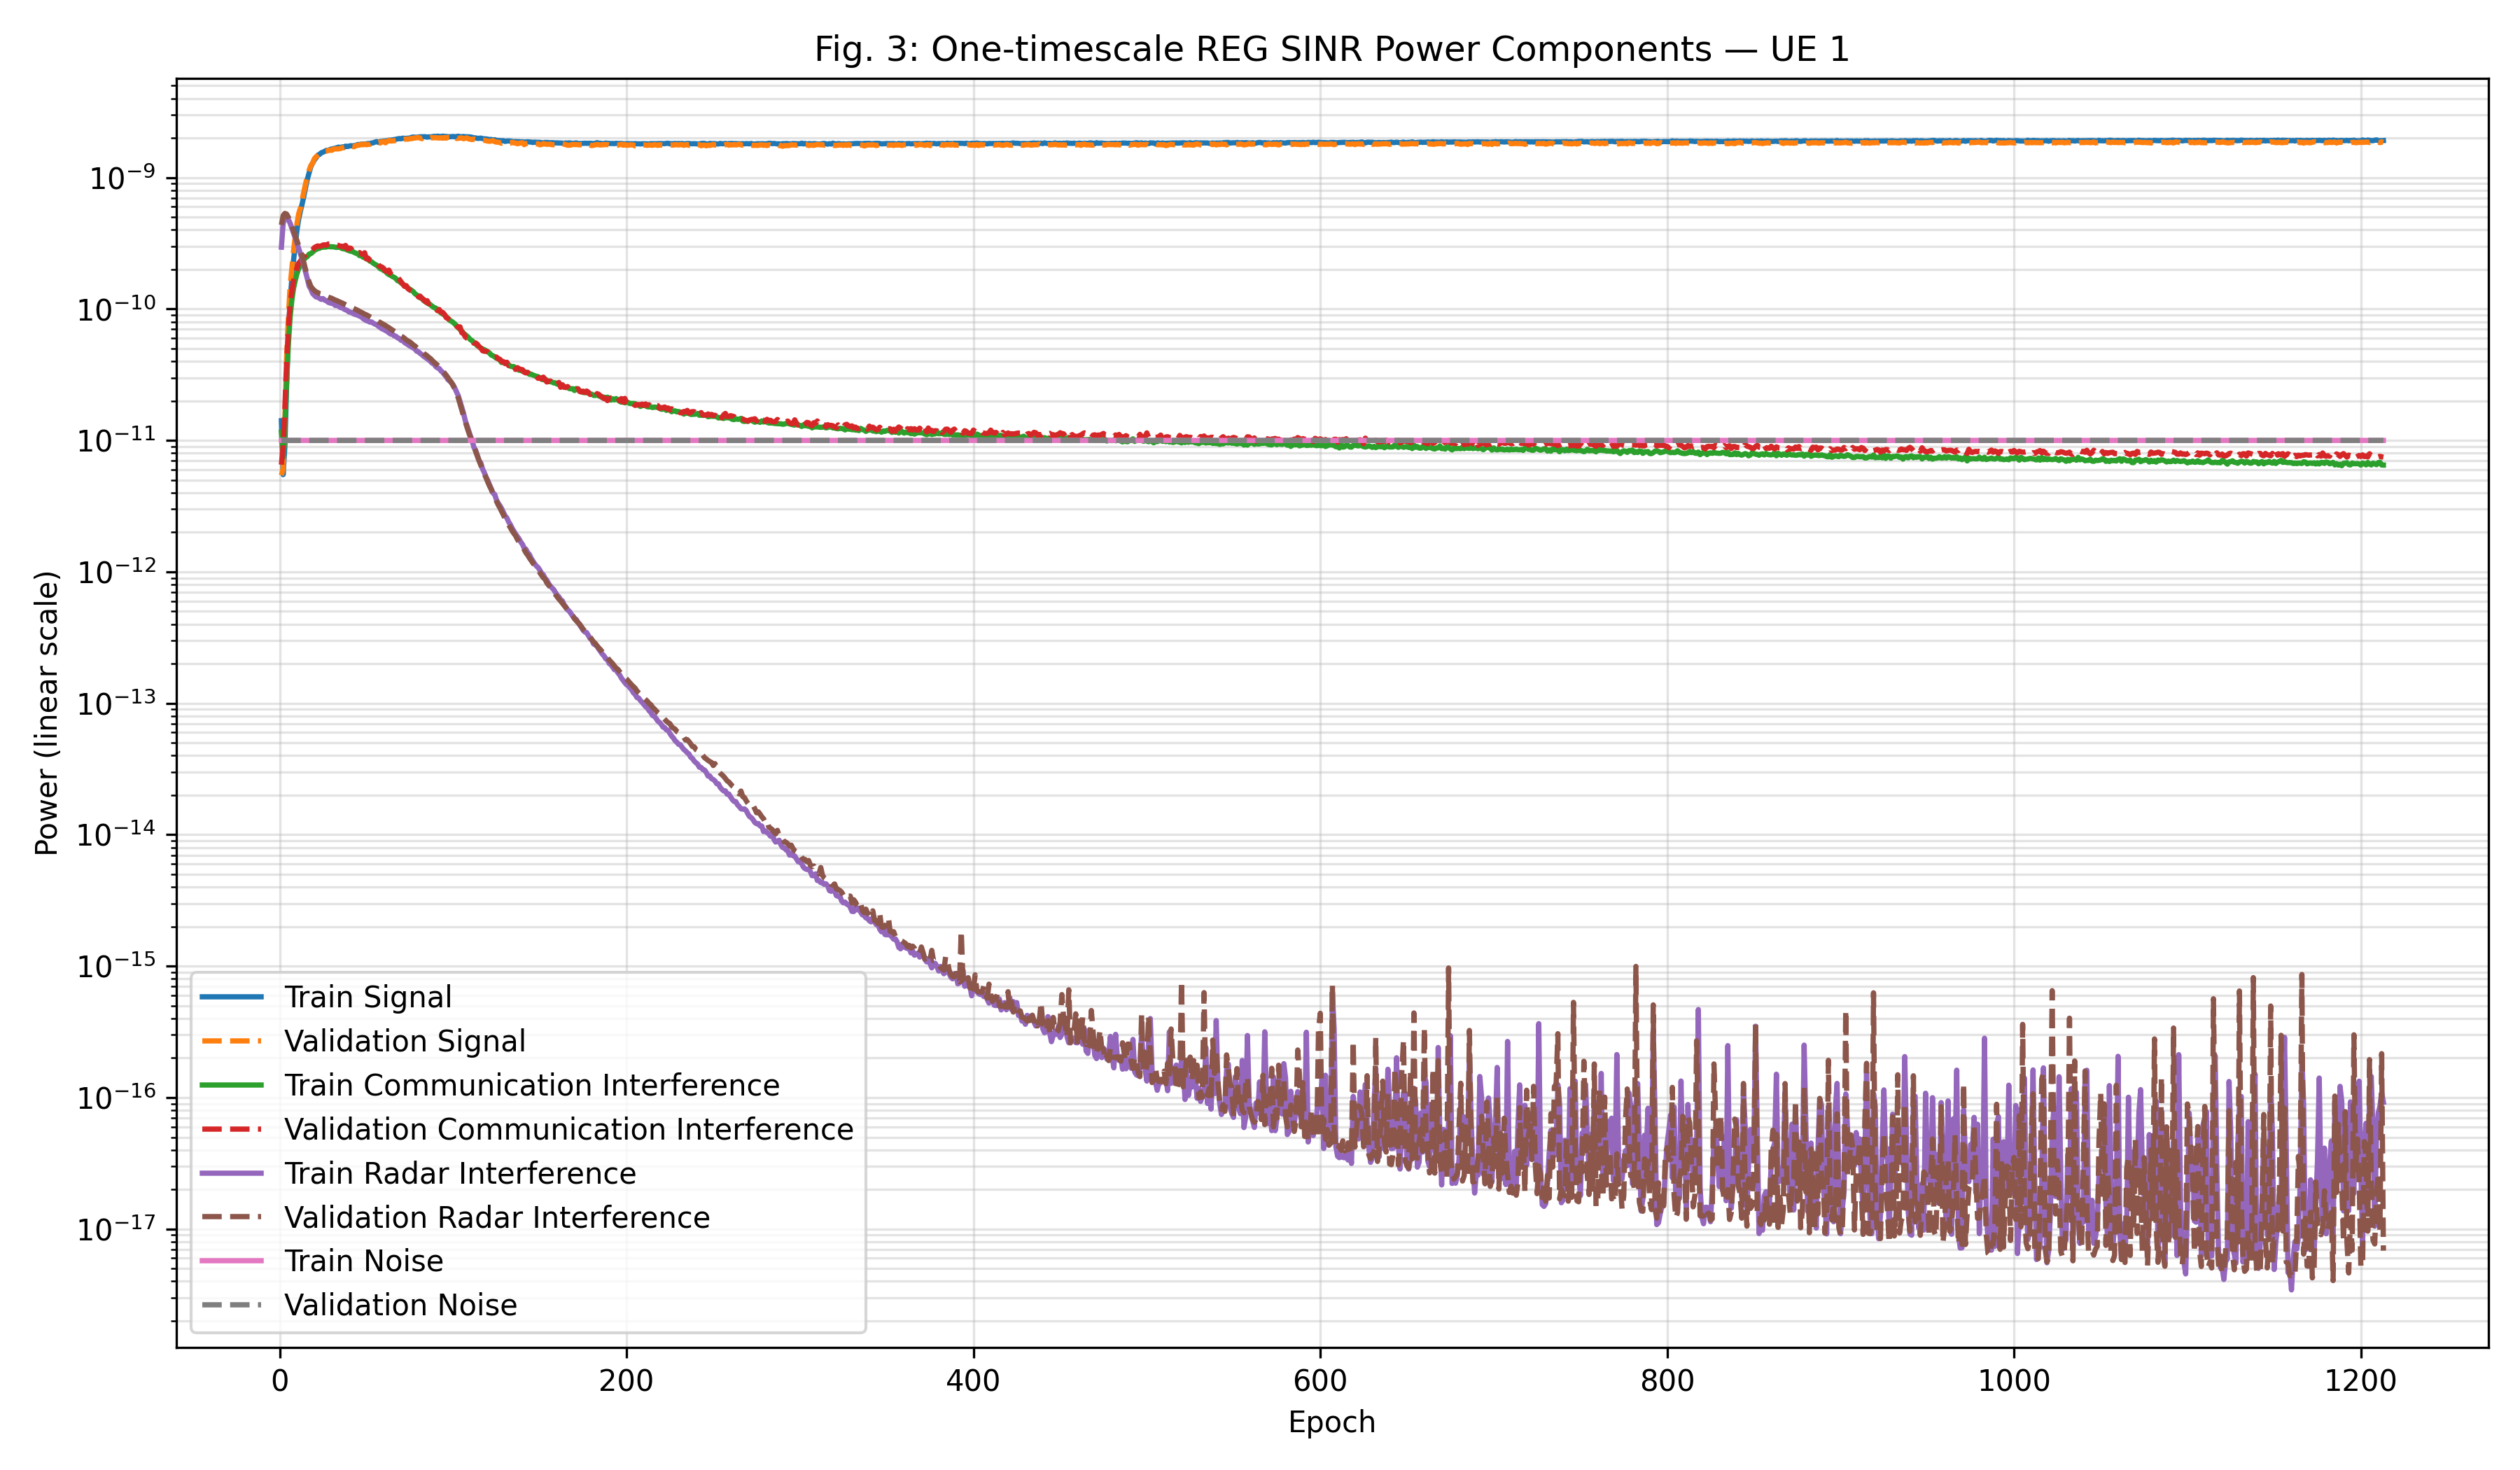 Fig. 3: One-timescale REG SINR Power Components — UE 1
Power (linear scale)
10⁻⁹
10⁻¹⁰
10⁻¹¹
10⁻¹²
10⁻¹³
10⁻¹⁴
10⁻¹⁵
10⁻¹⁶
10⁻¹⁷
Train Signal
Validation Signal
Train Communication Interference
Validation Communication Interference
Train Radar Interference
Validation Radar Interference
Train Noise
Validation Noise
0 200 400 600 800 1000 1200
Epoch